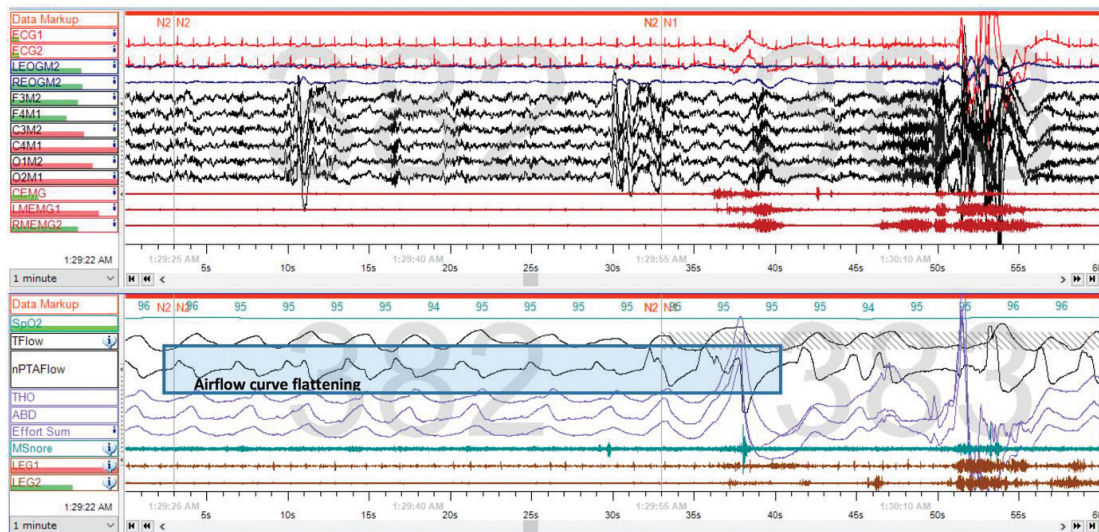 Data Markup N2 N2 N2 N1
ECG1
ECG2
LEOGM2
REOGM2
F3M2
F4M1
C3M2
C4M1
O1M2
O2M1
CEMG
LMEMG1
RMEMG2
382 383
1:29:22 AM 1:29:25 AM 1:29:40 AM 1:29:55 AM 1:30:10 AM
5s 10s 15s 20s 25s 30s 35s 40s 45s 50s 55s
1 minute
Data Markup 96 N2 N2 96 95 95 95 94 95 95 95 95 N2 95 95 95 94 95 95 96 96
SpO2
TFlow
nPTAFlow
Airflow curve flattening
THO
ABD
Effort Sum
MSnore
LEG1
LEG2
382 383
1:29:22 AM 1:29:25 AM 1:29:40 AM 1:29:55 AM 1:30:10 AM
5s 10s 15s 20s 25s 30s 35s 40s 45s 50s 55s
1 minute